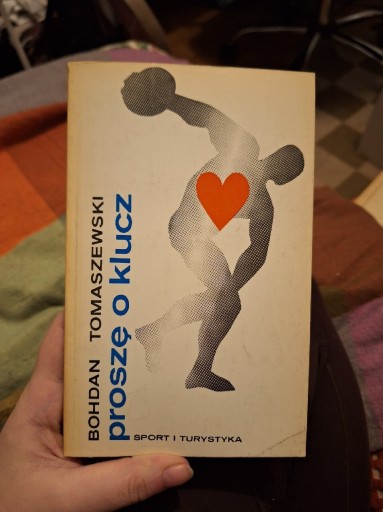 BOHDAN TOMASZEWSKI
proszę o klucz
SPORT I TURYSTYKA